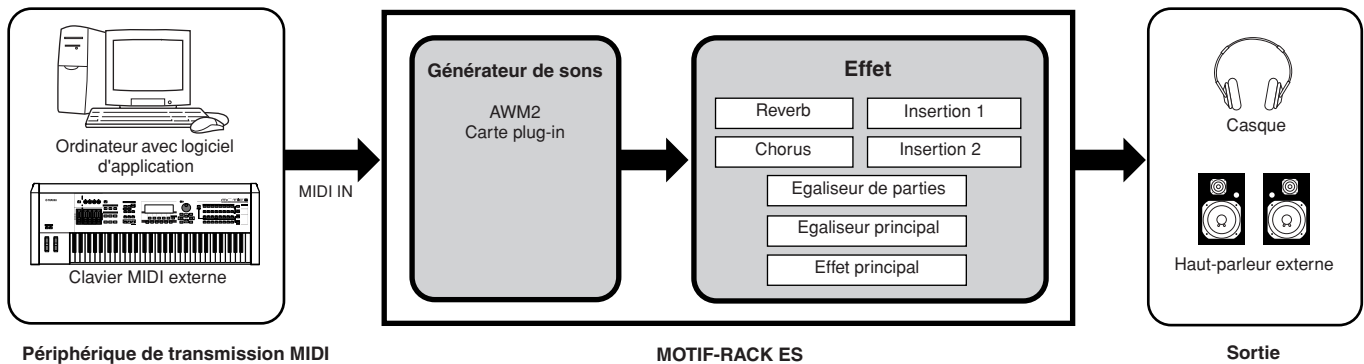 Ordinateur avec logiciel
d'application
Clavier MIDI externe
MIDI IN
Générateur de sons
AWM2
Carte plug-in
Effet
Reverb
Insertion 1
Chorus
Insertion 2
Egaliseur de parties
Egaliseur principal
Effet principal
Casque
Haut-parleur externe
Périphérique de transmission MIDI
MOTIF-RACK ES
Sortie